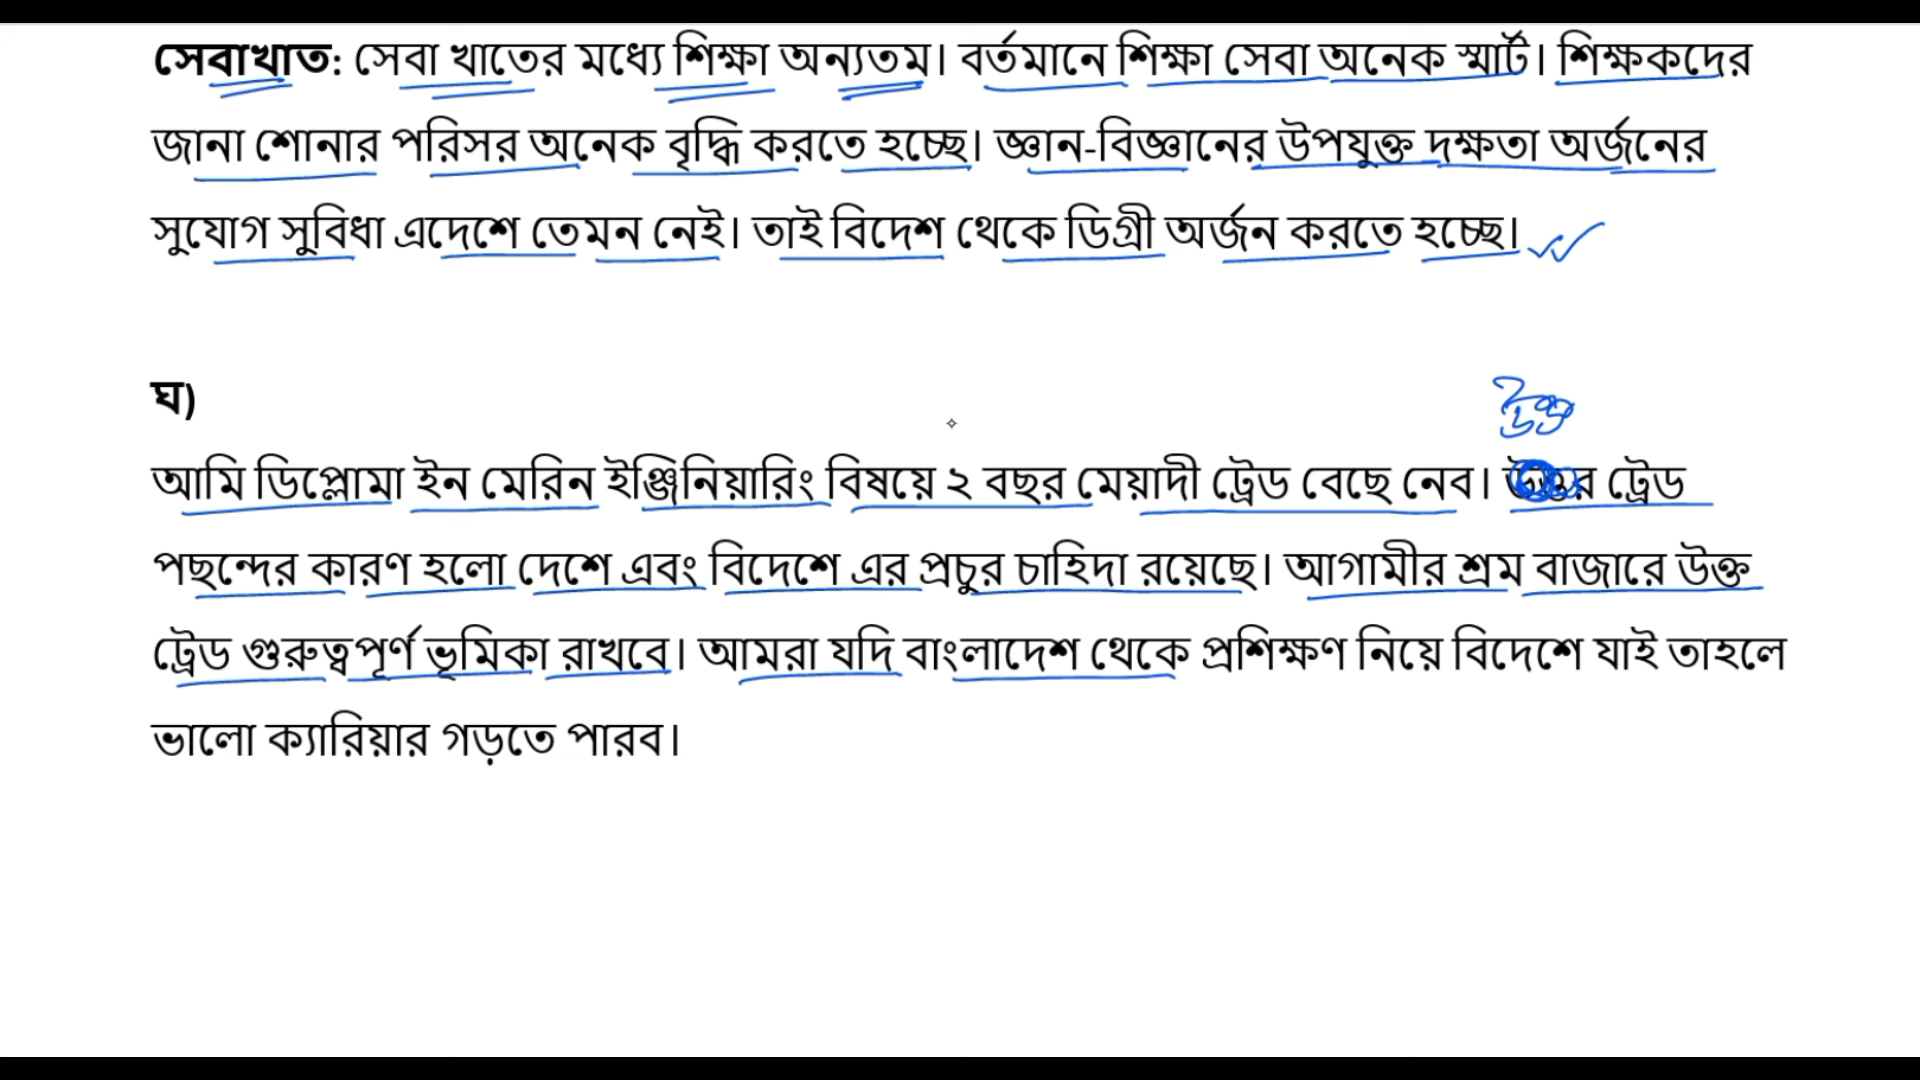 সেবাখাত: সেবা খাতের মধ্যে শিক্ষা অন্যতম। বর্তমানে শিক্ষা সেবা অনেক স্মার্ট। শিক্ষকদের
জানা শোনার পরিসর অনেক বৃদ্ধি করতে হচ্ছে। জ্ঞান-বিজ্ঞানের উপযুক্ত দক্ষতা অর্জনের
সুযোগ সুবিধা এদেশে তেমন নেই। তাই বিদেশ থেকে ডিগ্রী অর্জন করতে হচ্ছে।
ঘ)
উক্ত
আমি ডিপ্লোমা ইন মেরিন ইঞ্জিনিয়ারিং বিষয়ে ২ বছর মেয়াদী ট্রেড বেছে নেব। ট্রেড
পছন্দের কারণ হলো দেশে এবং বিদেশে এর প্রচুর চাহিদা রয়েছে। আগামীর শ্রম বাজারে উক্ত
ট্রেড গুরুত্বপূর্ণ ভূমিকা রাখবে। আমরা যদি বাংলাদেশ থেকে প্রশিক্ষণ নিয়ে বিদেশে যাই তাহলে
ভালো ক্যারিয়ার গড়তে পারব।